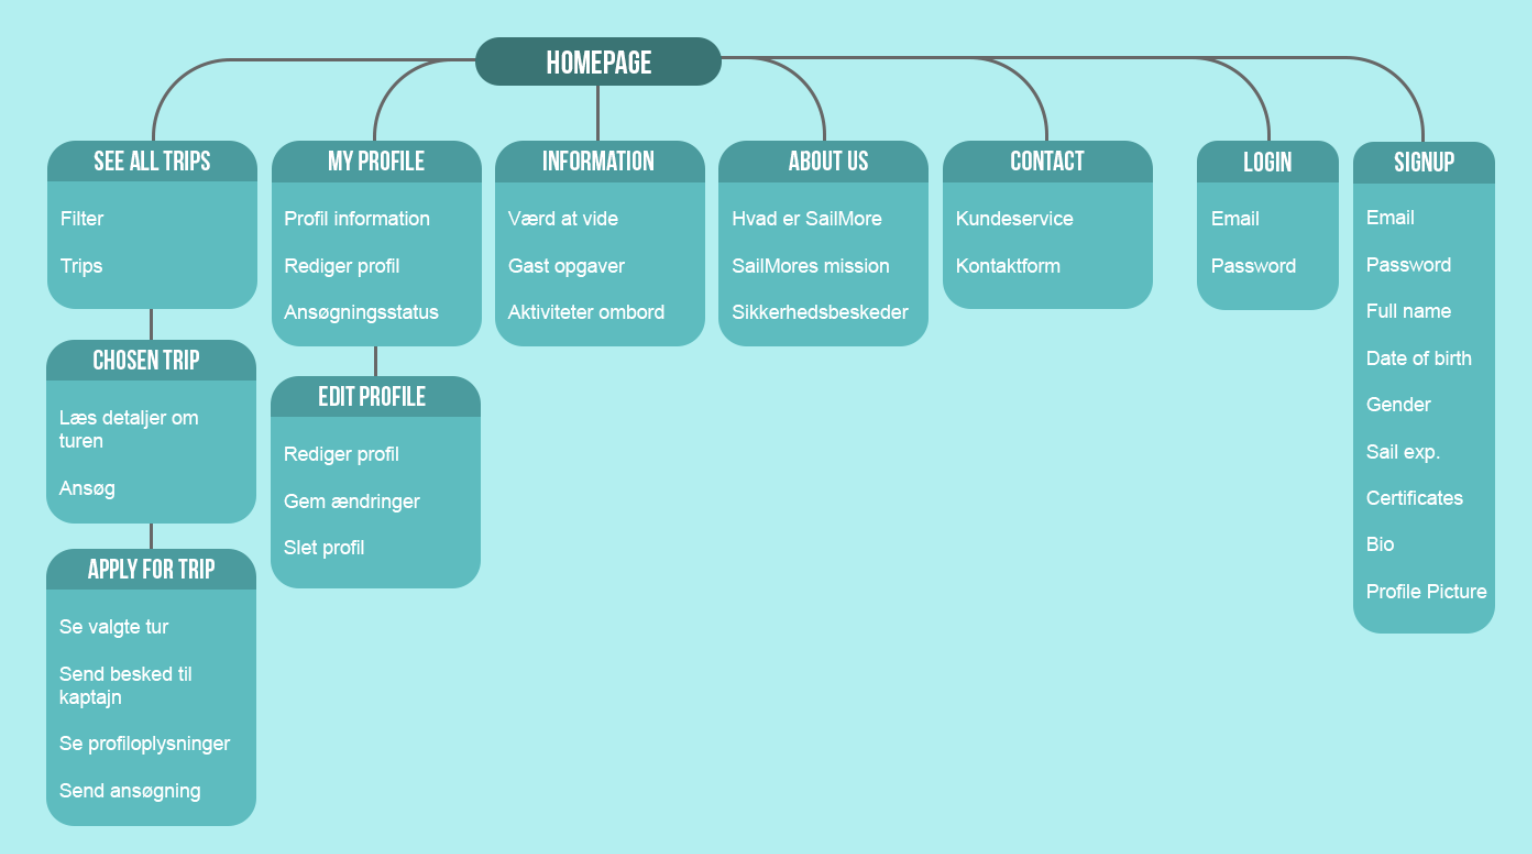 HOMEPAGE
SEE ALL TRIPS
Filter
Trips
CHOSEN TRIP
Læs detaljer om
turen
Ansøg
APPLY FOR TRIP
Se valgte tur
Send besked til
kaptajn
Se profiloplysninger
Send ansøgning
MY PROFILE
Profil information
Rediger profil
Ansøgningsstatus
EDIT PROFILE
Rediger profil
Gem ændringer
Slet profil
INFORMATION
Værd at vide
Gast opgaver
Aktiviteter ombord
ABOUT US
Hvad er SailMore
SailMores mission
Sikkerhedsbeskeder
CONTACT
Kundeservice
Kontaktform
LOGIN
Email
Password
SIGNUP
Email
Password
Full name
Date of birth
Gender
Sail exp.
Certificates
Bio
Profile Picture